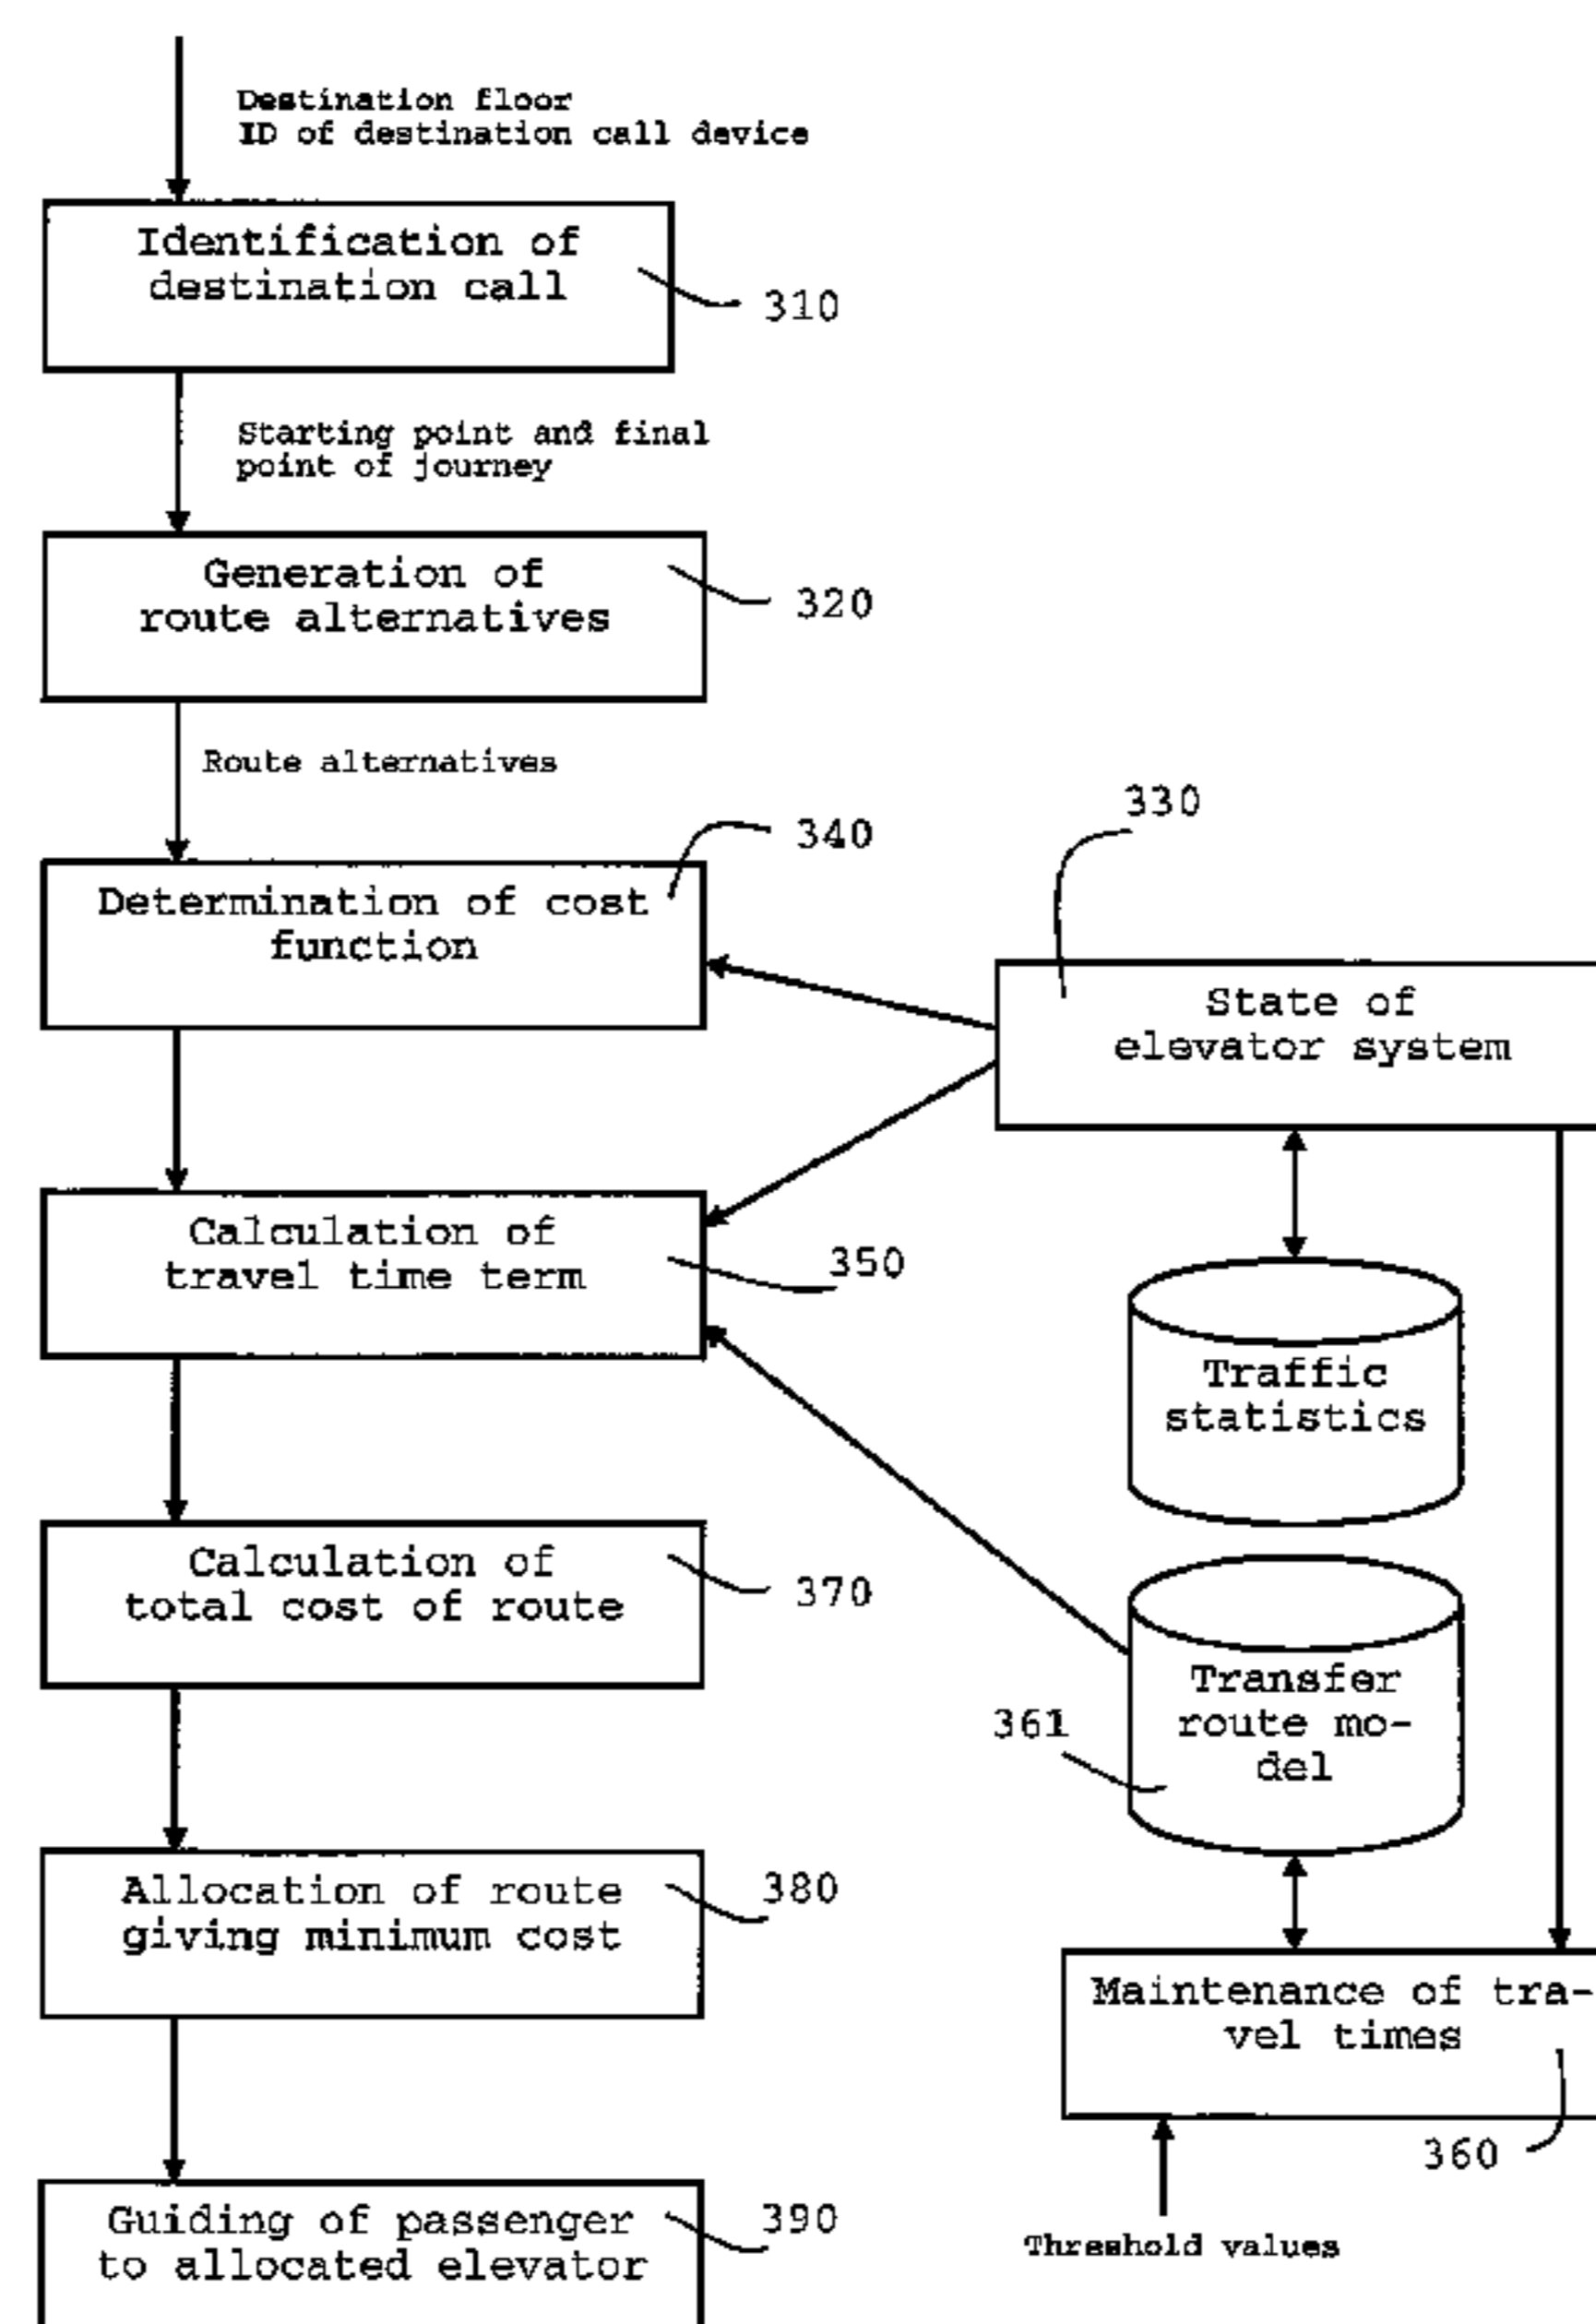 Destination floor
ID of destination call device
Identification of
destination call
310
Starting point and final
point of journey
Generation of
route alternatives
320
Route alternatives
340
Determination of cost
function
330
State of
elevator system
Calculation of
travel time term
350
Traffic
statistics
Calculation of
total cost of route
370
Transfer
route mo-
del
361
Allocation of route
giving minimum cost
380
Maintenance of tra-
vel times
360
Guiding of passenger
to allocated elevator
390
Threshold values